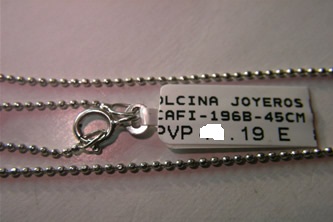 OLCINA JOYEROS
CAFI-196B-45CM
PVP .19 E